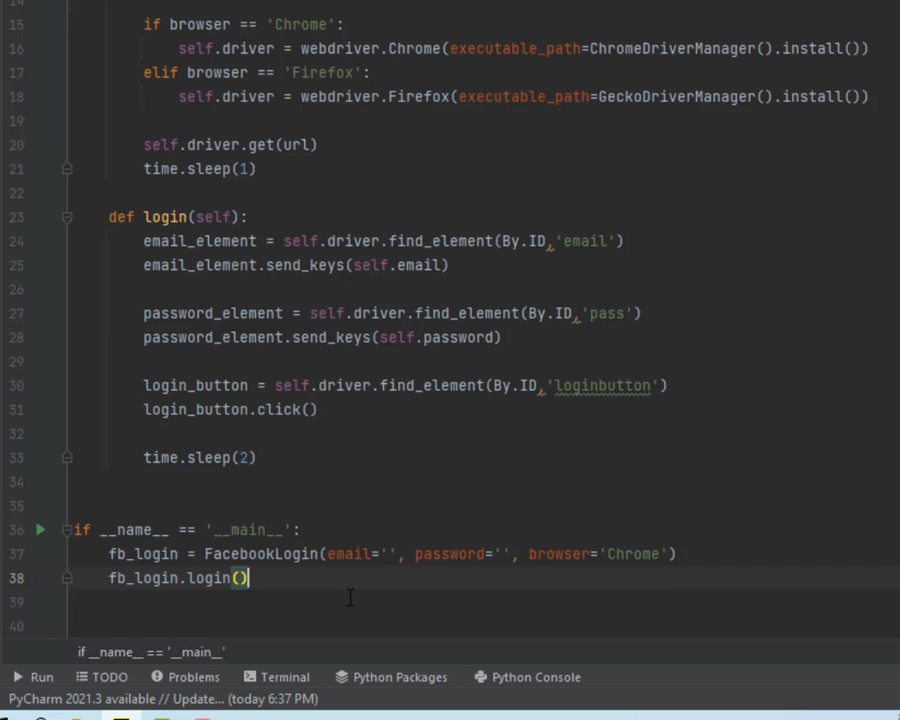 14
15 if browser == 'Chrome':
16 self.driver = webdriver.Chrome(executable_path=ChromeDriverManager().install())
17 elif browser == 'Firefox':
18 self.driver = webdriver.Firefox(executable_path=GeckoDriverManager().install())
19
20 self.driver.get(url)
21 time.sleep(1)
22
23 def login(self):
24 email_element = self.driver.find_element(By.ID,'email')
25 email_element.send_keys(self.email)
26
27 password_element = self.driver.find_element(By.ID,'pass')
28 password_element.send_keys(self.password)
29
30 login_button = self.driver.find_element(By.ID,'loginbutton')
31 login_button.click()
32
33 time.sleep(2)
34
35
36 if __name__ == '__main__':
37 fb_login = FacebookLogin(email='', password='', browser='Chrome')
38 fb_login.login()
39
40
if __name__ == '__main__'
Run TODO Problems Terminal Python Packages Python Console
PyCharm 2021.3 available // Update... (today 6:37 PM)